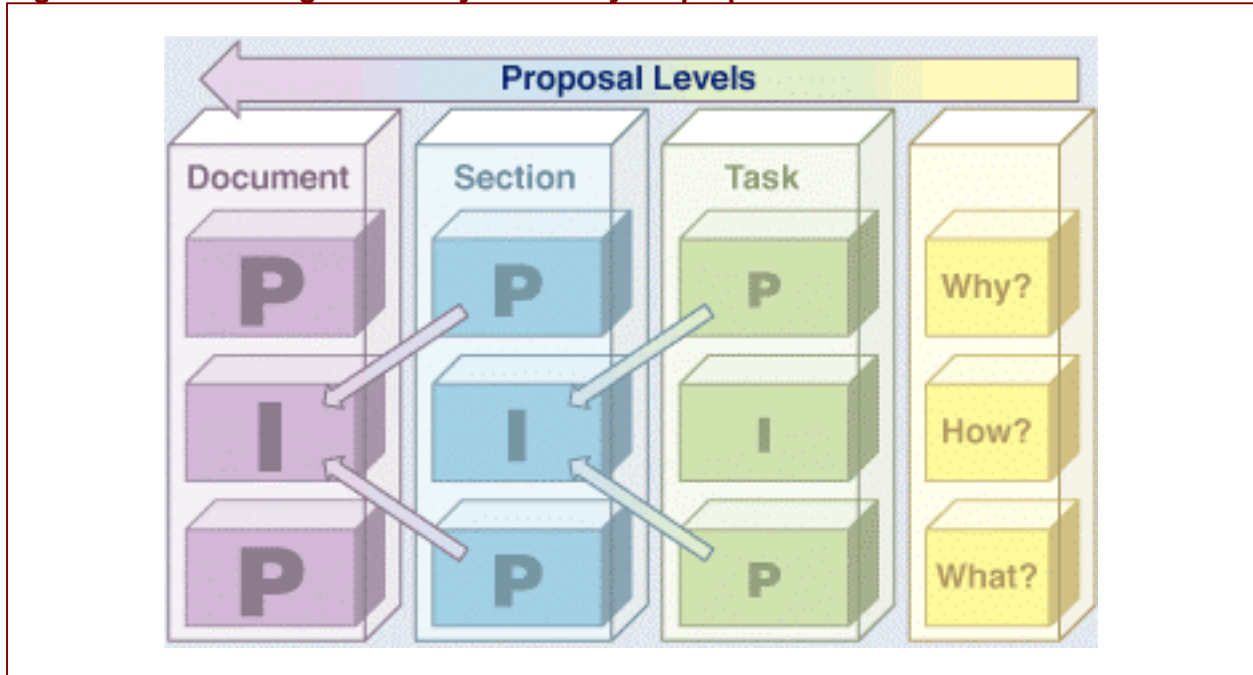 Proposal Levels
Document Section Task
P P P Why?
I I I How?
P P P What?